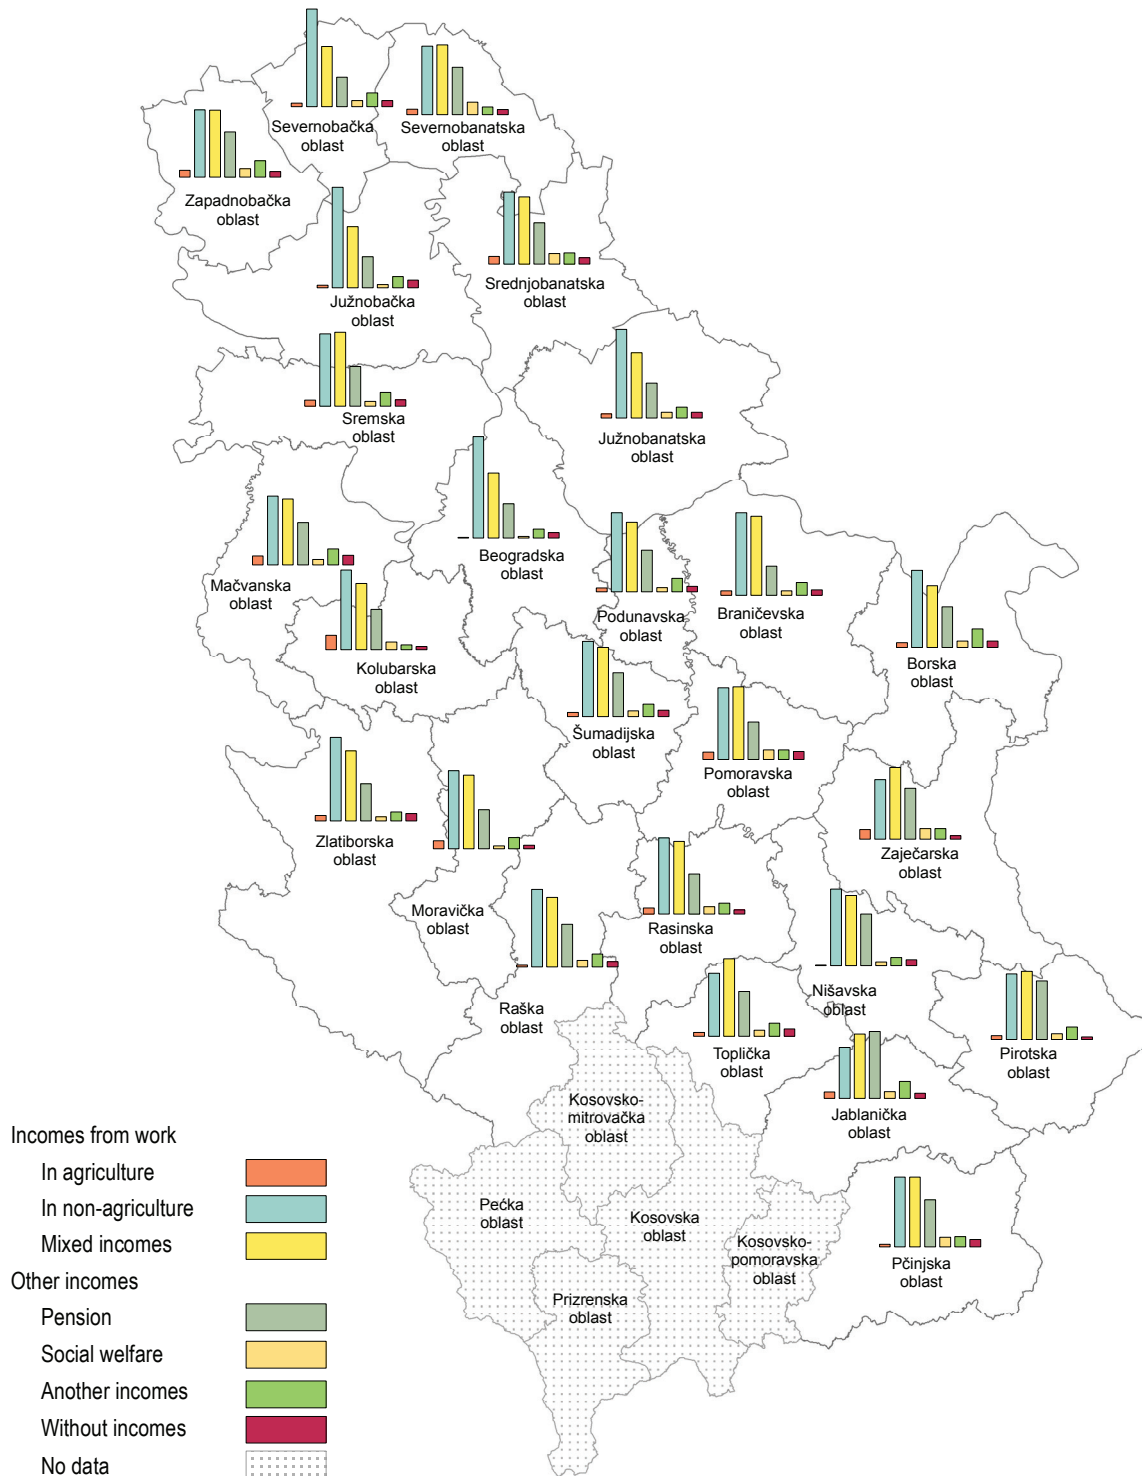 Severnobačka
oblast
Severnobanatska
oblast
Zapadnobačka
oblast
Južnobačka
oblast
Srednjobanatska
oblast
Sremska
oblast
Južnobanatska
oblast
Mačvanska
oblast
Beogradska
oblast
Podunavska
oblast
Braničevska
oblast
Borska
oblast
Kolubarska
oblast
Šumadijska
oblast
Pomoravska
oblast
Zlatiborska
oblast
Zaječarska
oblast
Moravička
oblast
Rasinska
oblast
Raška
oblast
Nišavska
oblast
Toplička
oblast
Pirotska
oblast
Jablanička
oblast
Kosovsko-
mitrovačka
oblast
Pećka
oblast
Kosovska
oblast
Kosovsko-
pomoravska
oblast
Prizrenska
oblast
Pčinjska
oblast
Incomes from work
In agriculture
In non-agriculture
Mixed incomes
Other incomes
Pension
Social welfare
Another incomes
Without incomes
No data